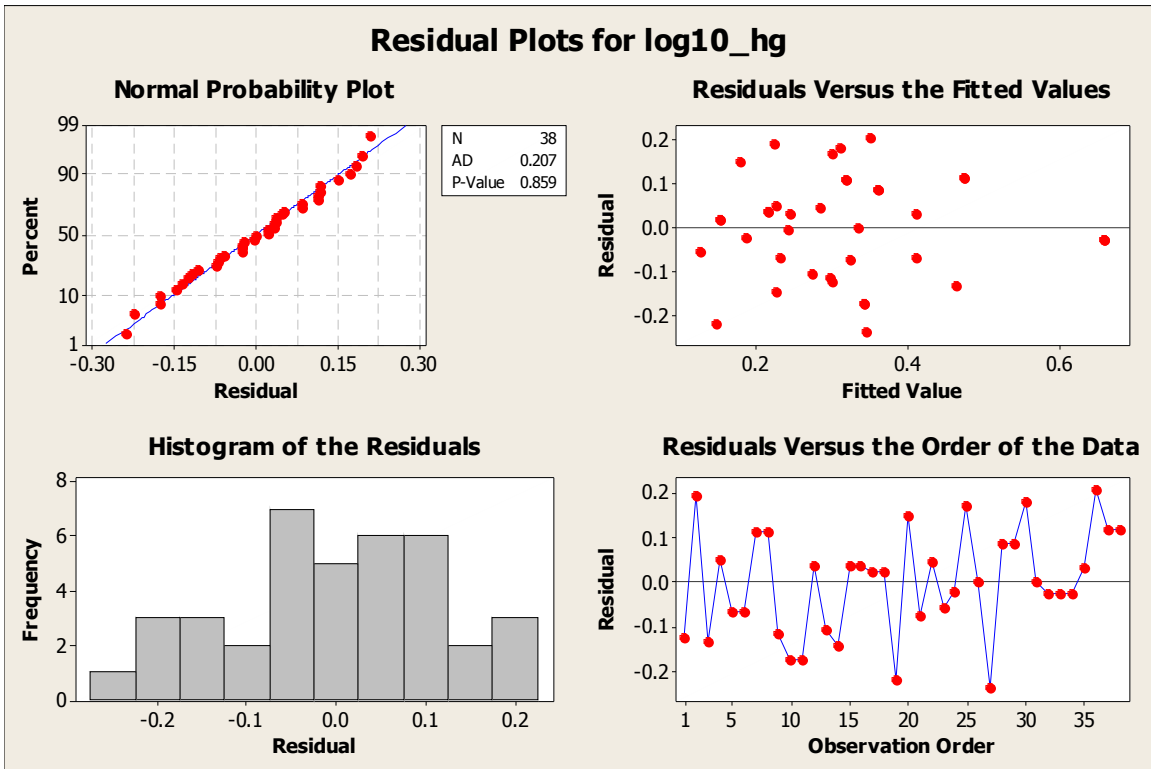 Residual Plots for log10_hg
Normal Probability Plot
99
90
50
10
1
Percent
-0.30 -0.15 0.00 0.15 0.30
Residual
N 38
AD 0.207
P-Value 0.859
Residuals Versus the Fitted Values
0.2
0.1
0.0
-0.1
-0.2
Residual
0.2 0.4 0.6
Fitted Value
Histogram of the Residuals
8
6
4
2
0
Frequency
-0.2 -0.1 0.0 0.1 0.2
Residual
Residuals Versus the Order of the Data
0.2
0.1
0.0
-0.1
-0.2
Residual
1 5 10 15 20 25 30 35
Observation Order